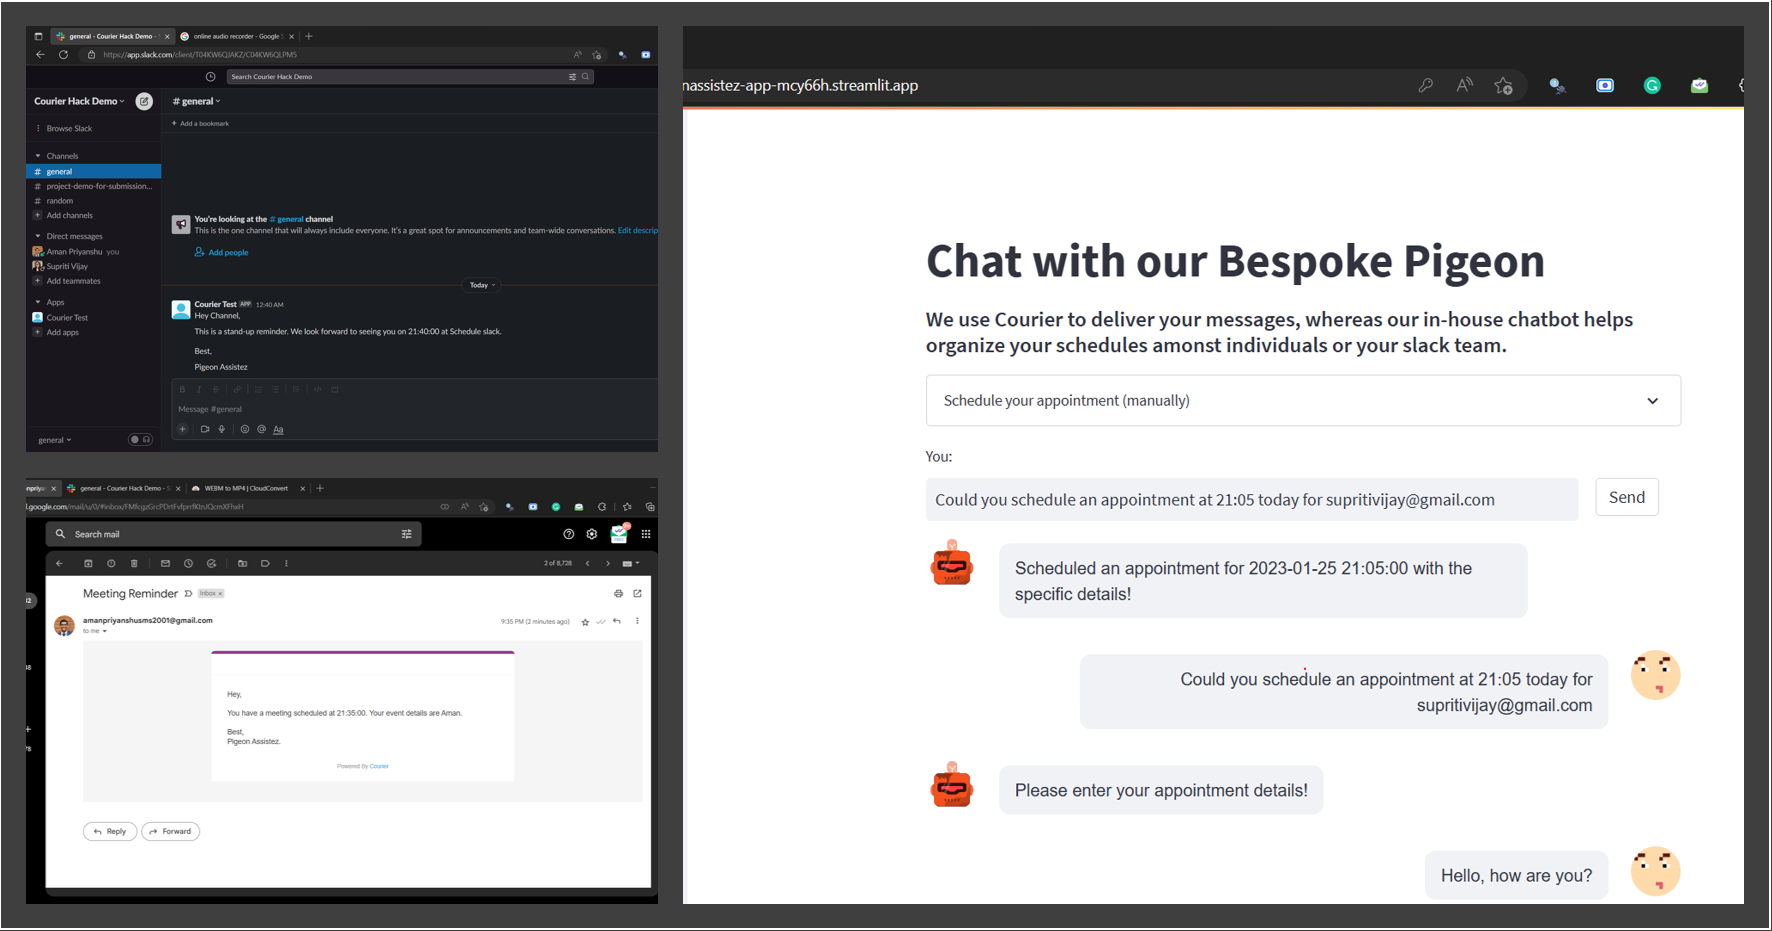 general - Courier Hack Demo - S
online audio recorder - Google S
https://app.slack.com/client/T04KW6QJAKZ/C04KW6QLPM5
Search Courier Hack Demo
Courier Hack Demo
# general
Add a bookmark
Browse Slack
Channels
# general
# project-demo-for-submission...
# random
+ Add channels
Direct messages
Aman Priyanshu you
Supriti Vijay
+ Add teammates
Apps
Courier Test
+ Add apps
You're looking at the # general channel
This is the one channel that will always include everyone. It's a great spot for announcements and team-wide conversations. Edit descrip
Add people
Today
Courier Test APP 12:40 AM
Hey Channel,
This is a stand-up reminder. We look forward to seeing you on 21:40:00 at Schedule slack.
Best,
Pigeon Assistez
Message #general
Aa
general
general - Courier Hack Demo - S
WEBM to MP4 | CloudConvert
Search mail
2 of 8,728
Meeting Reminder
Inbox x
amanpriyanshusms2001@gmail.com
to me
9:35 PM (2 minutes ago)
Hey,
You have a meeting scheduled at 21:35:00. Your event details are Aman.
Best,
Pigeon Assistez.
Powered By Courier
Reply
Forward
nassistez-app-mcy66h.streamlit.app
Chat with our Bespoke Pigeon
We use Courier to deliver your messages, whereas our in-house chatbot helps
organize your schedules amonst individuals or your slack team.
Schedule your appointment (manually)
You:
Could you schedule an appointment at 21:05 today for supritivijay@gmail.com
Send
Scheduled an appointment for 2023-01-25 21:05:00 with the
specific details!
Could you schedule an appointment at 21:05 today for
supritivijay@gmail.com
Please enter your appointment details!
Hello, how are you?